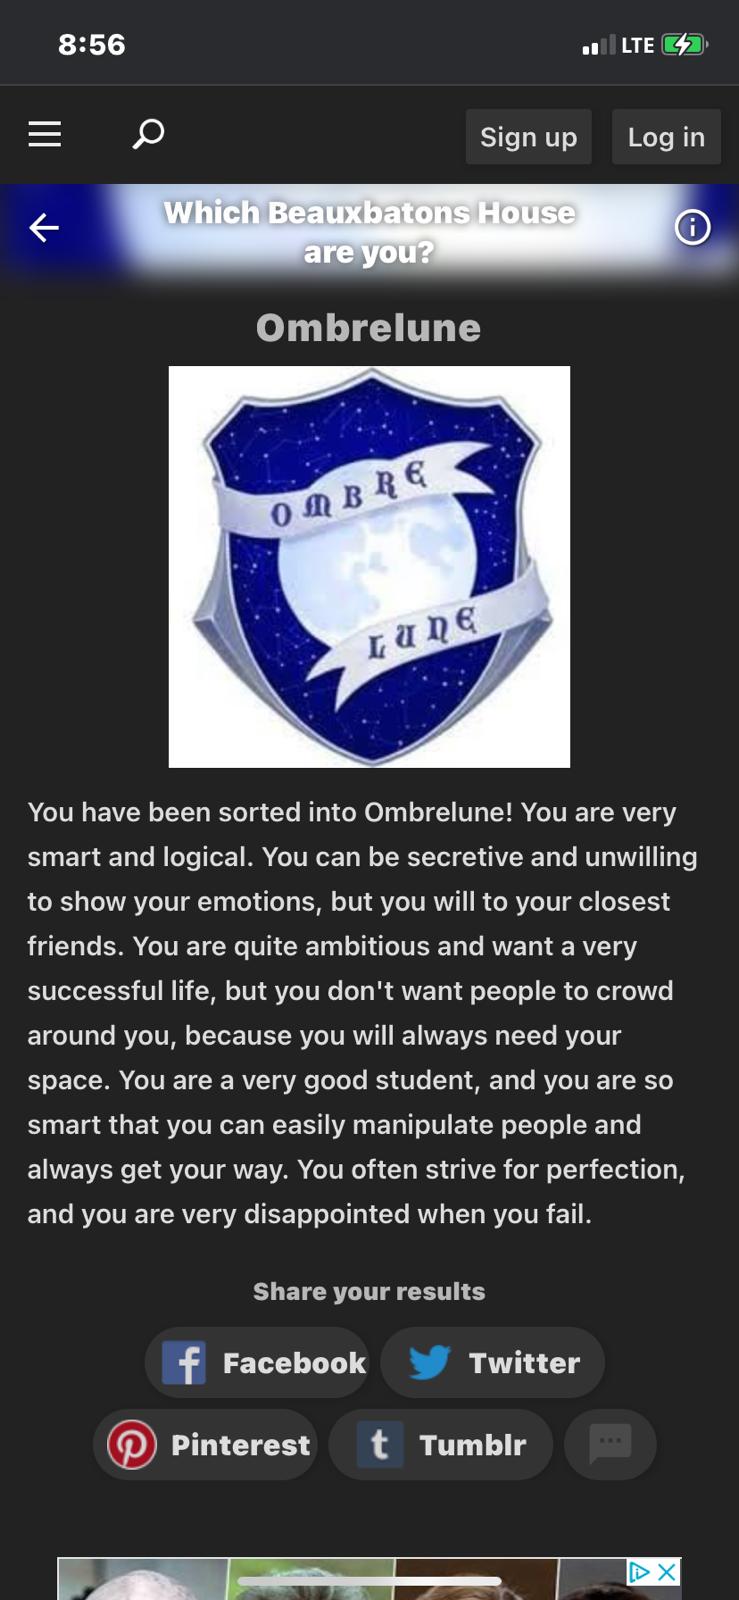 8:56
LTE
Sign up
Log in
Which Beauxbatons House
are you?
Ombrelune
OMBRE
LUNE
You have been sorted into Ombrelune! You are very
smart and logical. You can be secretive and unwilling
to show your emotions, but you will to your closest
friends. You are quite ambitious and want a very
successful life, but you don't want people to crowd
around you, because you will always need your
space. You are a very good student, and you are so
smart that you can easily manipulate people and
always get your way. You often strive for perfection,
and you are very disappointed when you fail.
Share your results
Facebook
Twitter
Pinterest
Tumblr